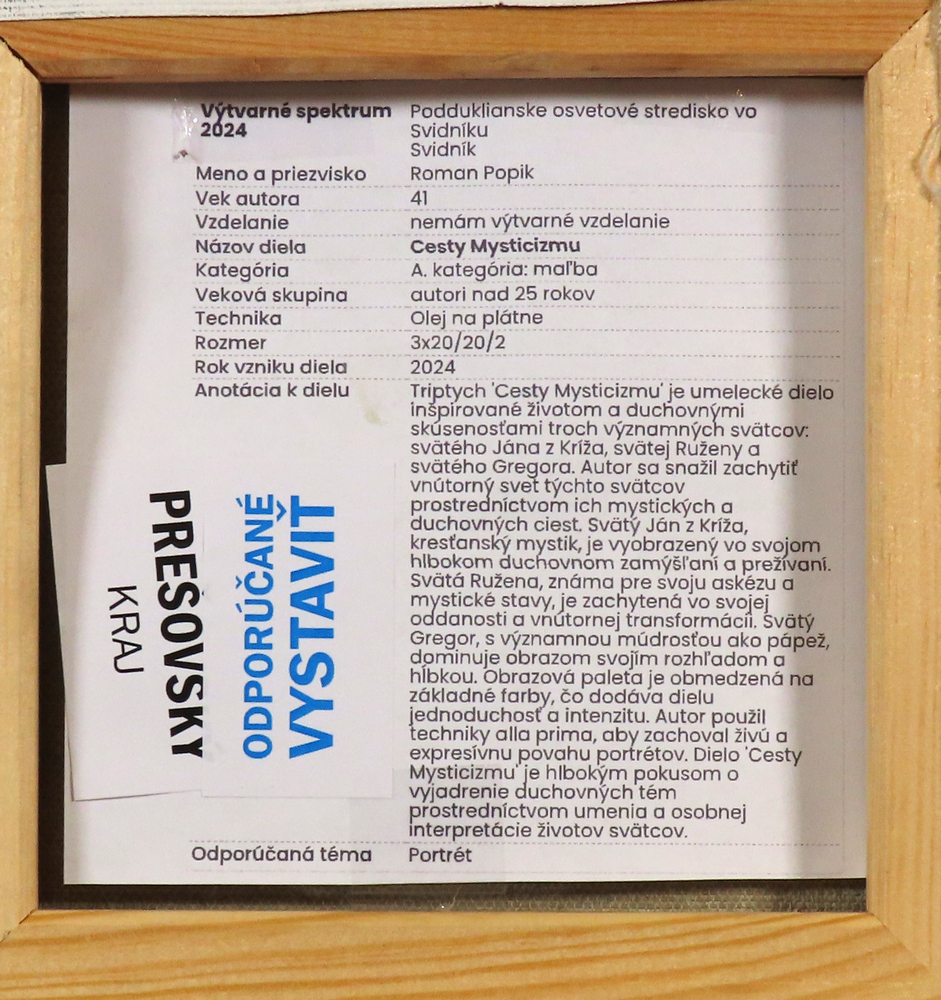 Výtvarné spektrum
2024
Podduklianske osvetové stredisko vo
Svidníku
Svidník
Meno a priezvisko Roman Popik
Vek autora 41
Vzdelanie nemám výtvarné vzdelanie
Názov diela Cesty Mysticizmu
Kategória A. kategória: maľba
Veková skupina autori nad 25 rokov
Technika Olej na plátne
Rozmer 3x20/20/2
Rok vzniku diela 2024
Anotácia k dielu Triptych 'Cesty Mysticizmu' je umelecké dielo
inšpirované životom a duchovnými
skúsenosťami troch významných svätcov:
svätého Jána z Kríža, svätej Ruženy a
svätého Gregora. Autor sa snažil zachytiť
vnútorný svet týchto svätcov
prostredníctvom ich mystických a
duchovných ciest. Svätý Ján z Kríža,
kresťanský mystik, je vyobrazený vo svojom
hlbokom duchovnom zamýšľaní a prežívaní.
Svätá Ružena, známa pre svoju askézu a
mystické stavy, je zachytená vo svojej
oddanosti a vnútornej transformácii. Svätý
Gregor, s významnou múdrosťou ako pápež,
dominuje obrazom svojím rozhľadom a
hĺbkou. Obrazová paleta je obmedzená na
základné farby, čo dodáva dielu
jednoduchosť a intenzitu. Autor použil
techniky alla prima, aby zachoval živú a
expresívnu povahu portrétov. Dielo 'Cesty
Mysticizmu' je hlbokým pokusom o
vyjadrenie duchovných tém
prostredníctvom umenia a osobnej
interpretácie životov svätcov.
Odporúčaná téma Portrét
PREŠOVSKÝ
KRAJ
ODPORÚČANÉ
VYSTAVIŤ